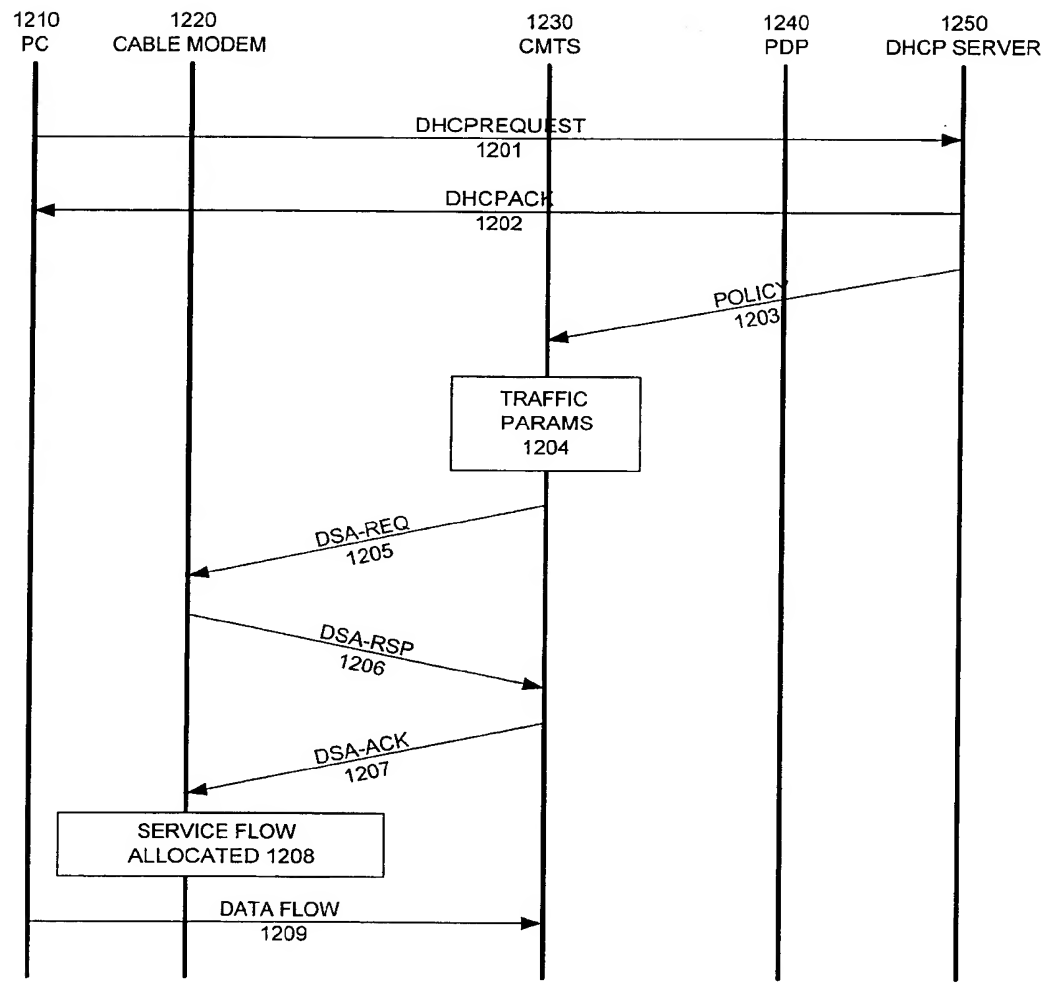 1210
PC
1220
CABLE MODEM
1230
CMTS
1240
PDP
1250
DHCP SERVER
DHCPREQUEST
1201
DHCPACK
1202
POLICY
1203
TRAFFIC
PARAMS
1204
DSA-REQ
1205
DSA-RSP
1206
DSA-ACK
1207
SERVICE FLOW
ALLOCATED 1208
DATA FLOW
1209